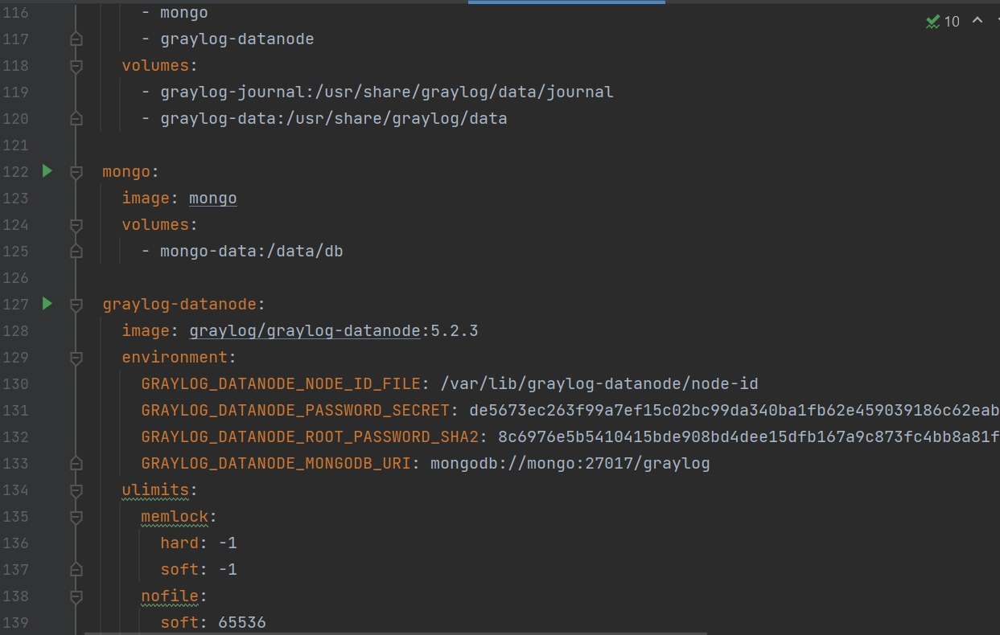 116 - mongo
10
117 - graylog-datanode
118 volumes:
119 - graylog-journal:/usr/share/graylog/data/journal
120 - graylog-data:/usr/share/graylog/data
121
122 mongo:
123 image: mongo
124 volumes:
125 - mongo-data:/data/db
126
127 graylog-datanode:
128 image: graylog/graylog-datanode:5.2.3
129 environment:
130 GRAYLOG_DATANODE_NODE_ID_FILE: /var/lib/graylog-datanode/node-id
131 GRAYLOG_DATANODE_PASSWORD_SECRET: de5673ec263f99a7ef15c02bc99da340ba1fb62e459039186c62eab
132 GRAYLOG_DATANODE_ROOT_PASSWORD_SHA2: 8c6976e5b5410415bde908bd4dee15dfb167a9c873fc4bb8a81f
133 GRAYLOG_DATANODE_MONGODB_URI: mongodb://mongo:27017/graylog
134 ulimits:
135 memlock:
136 hard: -1
137 soft: -1
138 nofile:
139 soft: 65536